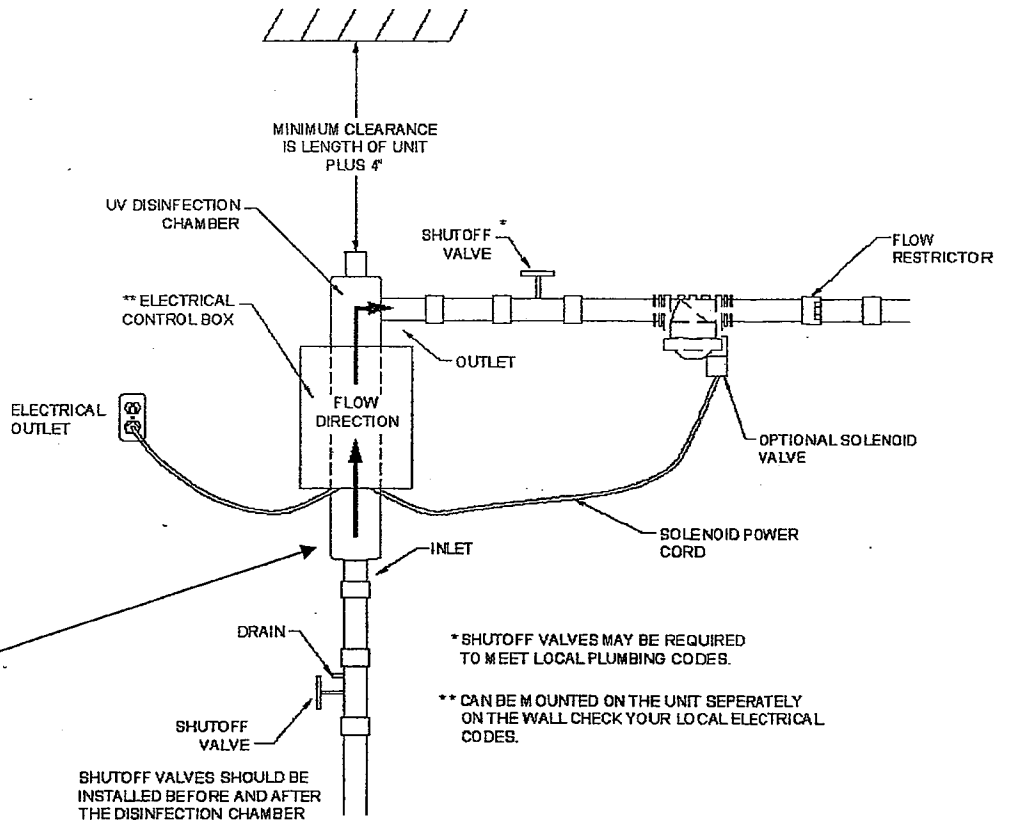 MINIMUM CLEARANCE
IS LENGTH OF UNIT
PLUS 4"
UV DISINFECTION
CHAMBER
*
SHUTOFF
VALVE
FLOW
RESTRICTOR
** ELECTRICAL
CONTROL BOX
OUTLET
ELECTRICAL
OUTLET
FLOW
DIRECTION
OPTIONAL SOLENOID
VALVE
SOLENOID POWER
CORD
INLET
DRAIN
* SHUTOFF VALVES MAY BE REQUIRED
TO MEET LOCAL PLUMBING CODES.
** CAN BE MOUNTED ON THE UNIT SEPERATELY
ON THE WALL CHECK YOUR LOCAL ELECTRICAL
CODES.
SHUTOFF
VALVE
SHUTOFF VALVES SHOULD BE
INSTALLED BEFORE AND AFTER
THE DISINFECTION CHAMBER